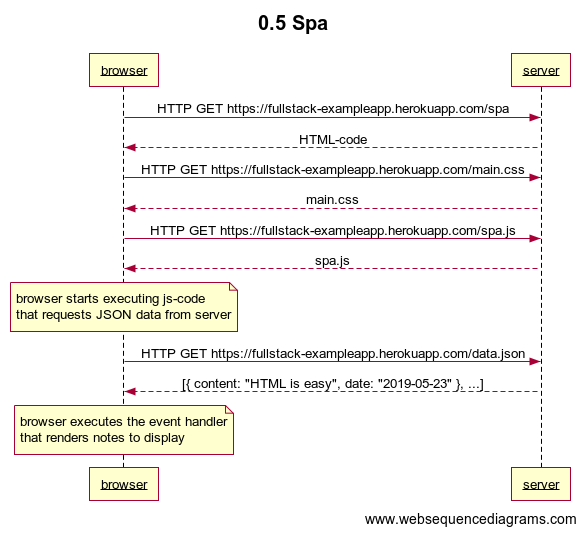 0.5 Spa
browser
server
HTTP GET https://fullstack-exampleapp.herokuapp.com/spa
HTML-code
HTTP GET https://fullstack-exampleapp.herokuapp.com/main.css
main.css
HTTP GET https://fullstack-exampleapp.herokuapp.com/spa.js
spa.js
browser starts executing js-code
that requests JSON data from server
HTTP GET https://fullstack-exampleapp.herokuapp.com/data.json
[{ content: "HTML is easy", date: "2019-05-23" }, ...]
browser executes the event handler
that renders notes to display
browser
server
www.websequencediagrams.com